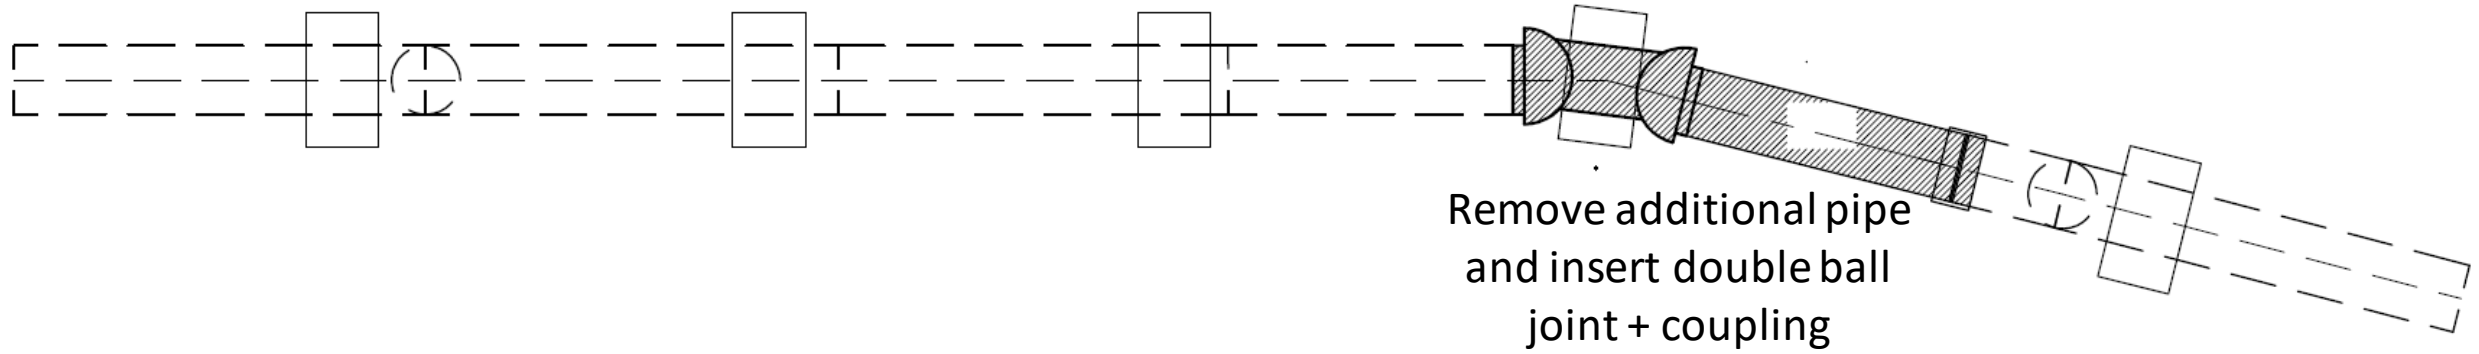 Remove additional pipe
and insert double ball
joint + coupling